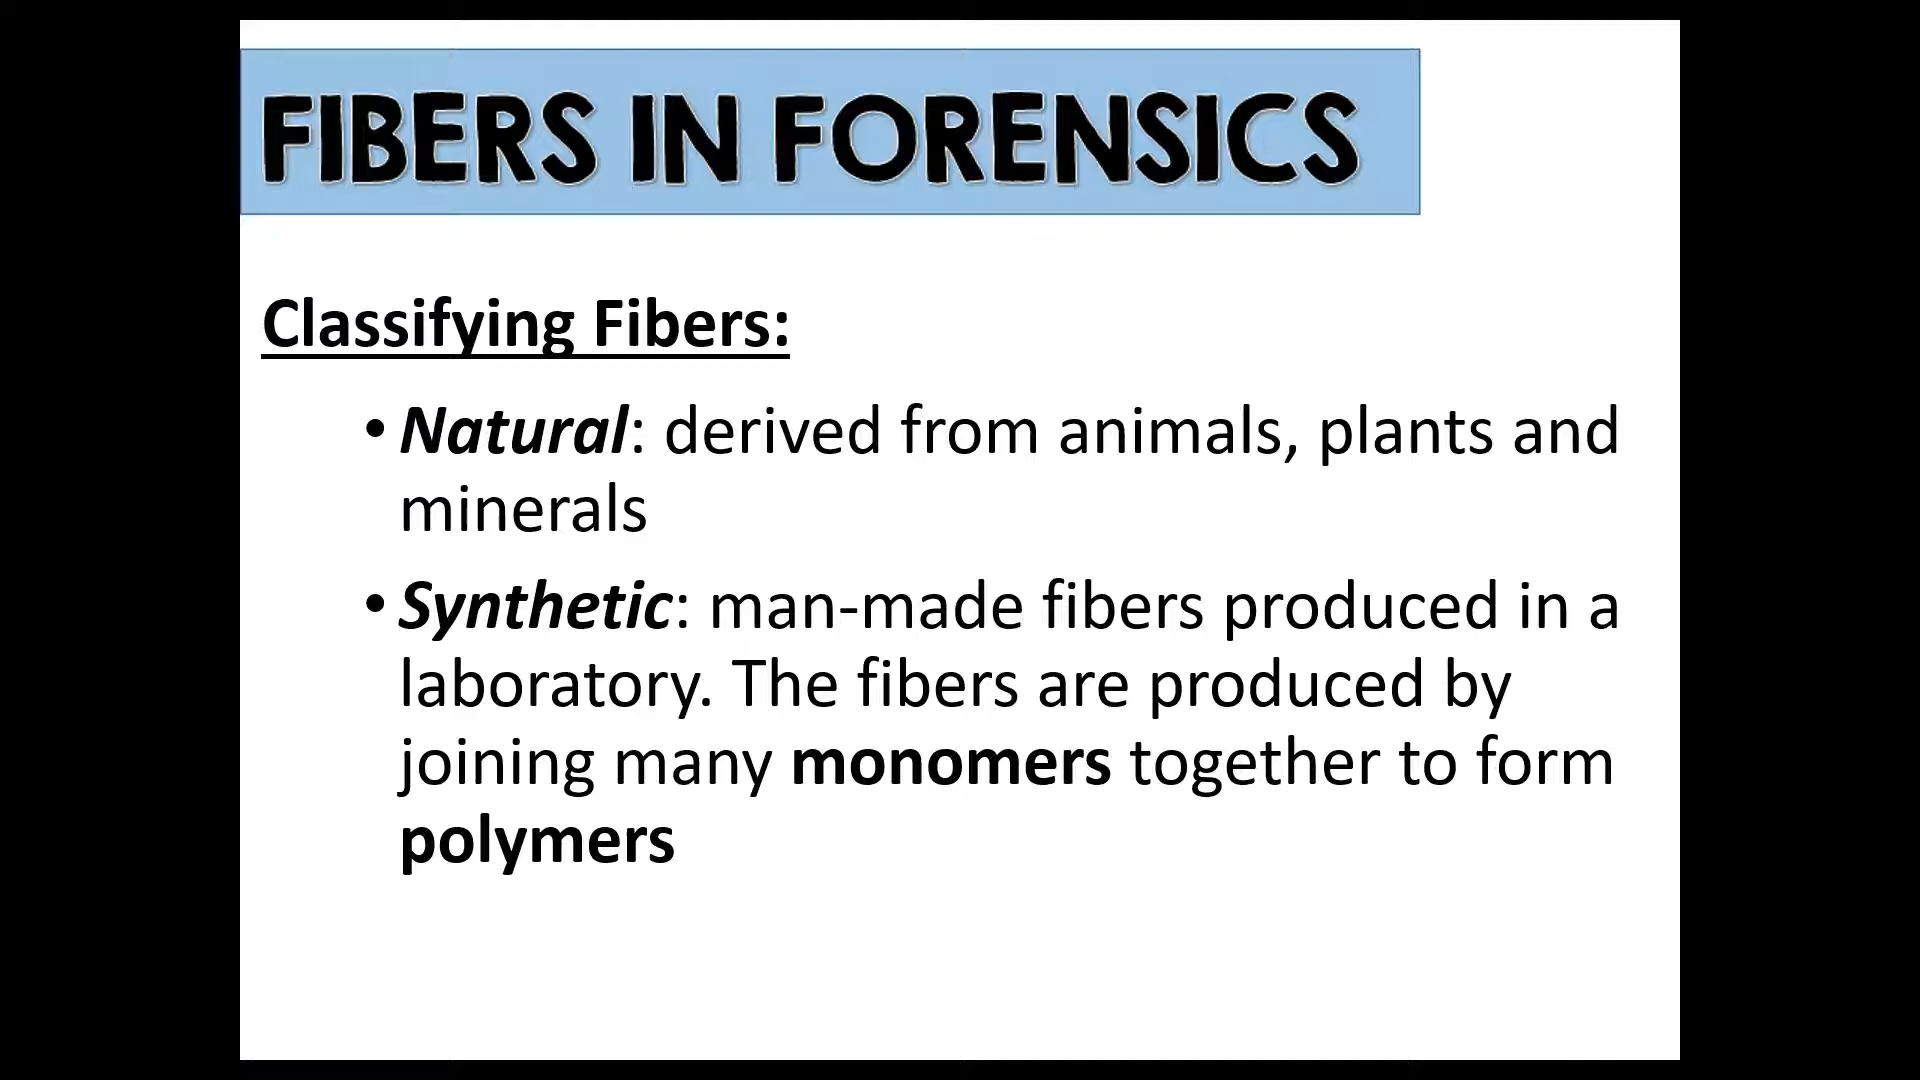 FIBERS IN FORENSICS
Classifying Fibers:
• Natural: derived from animals, plants and
minerals
• Synthetic: man-made fibers produced in a
laboratory. The fibers are produced by
joining many monomers together to form
polymers